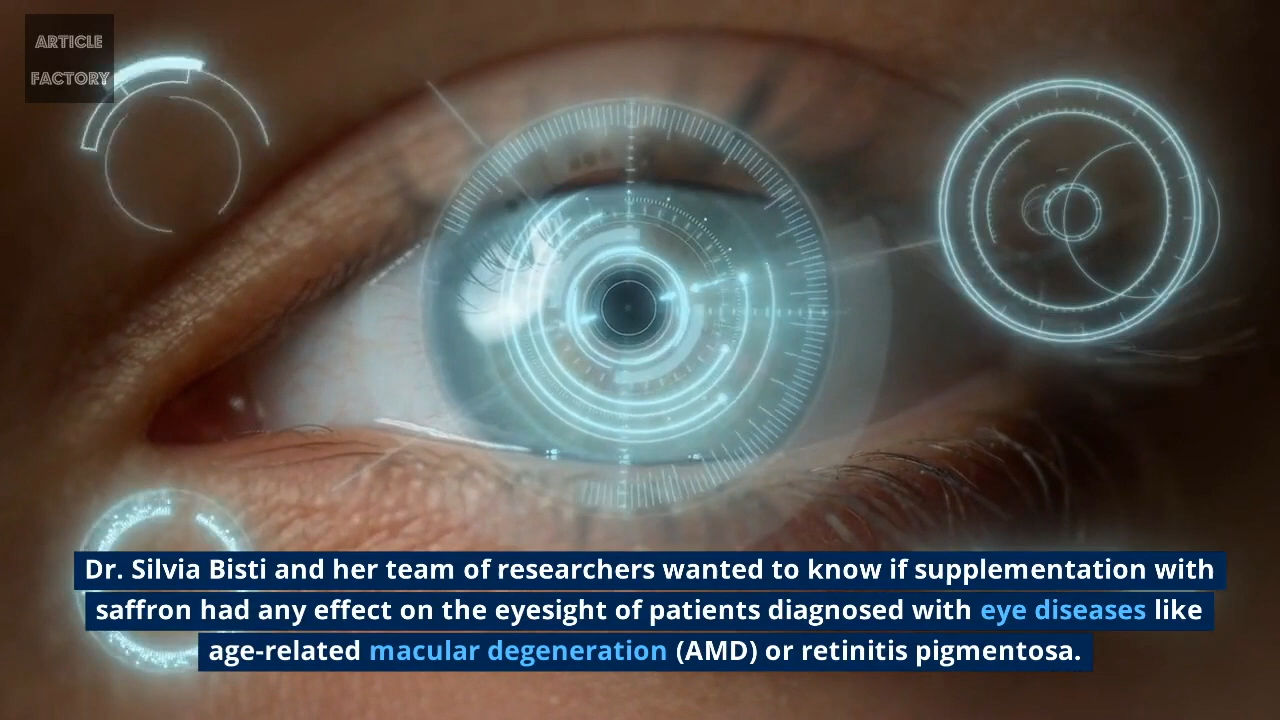 ARTICLE
FACTORY
Dr. Silvia Bisti and her team of researchers wanted to know if supplementation with
saffron had any effect on the eyesight of patients diagnosed with eye diseases like
age-related macular degeneration (AMD) or retinitis pigmentosa.